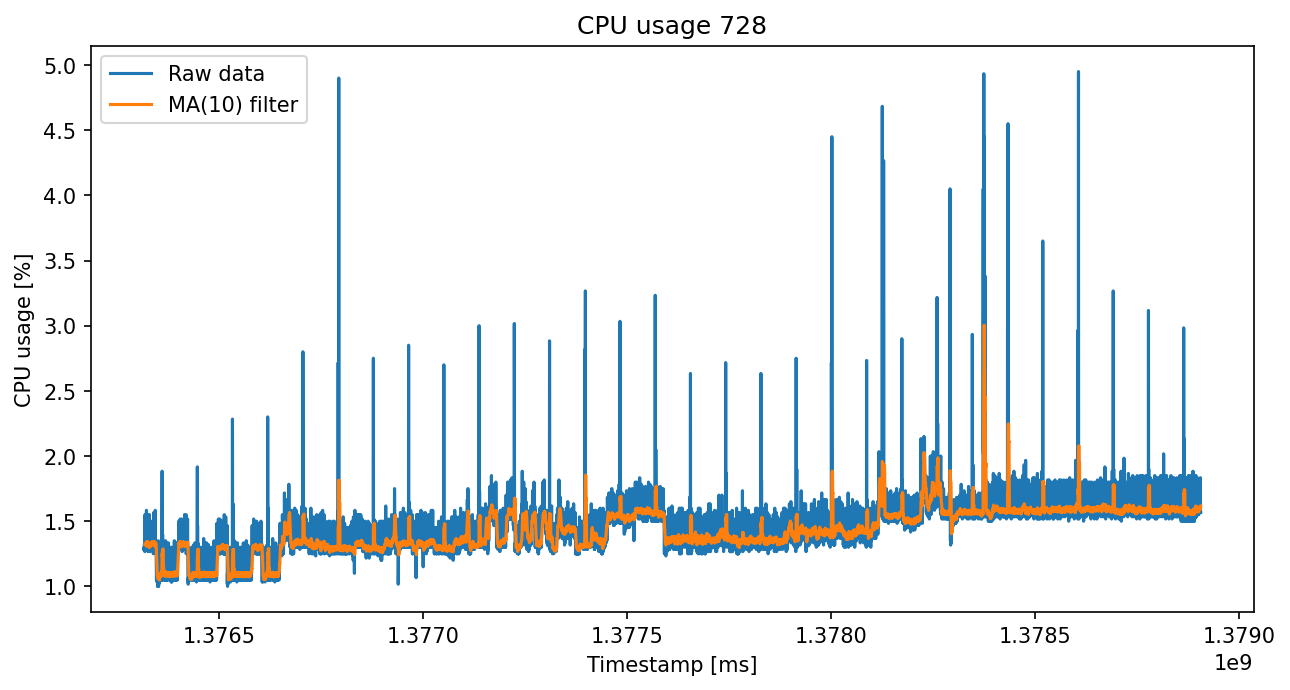 CPU usage 728
Raw data
MA(10) filter
CPU usage [%]
5.0
4.5
4.0
3.5
3.0
2.5
2.0
1.5
1.0
1.3765 1.3770 1.3775 1.3780 1.3785 1.3790
Timestamp [ms]
1e9